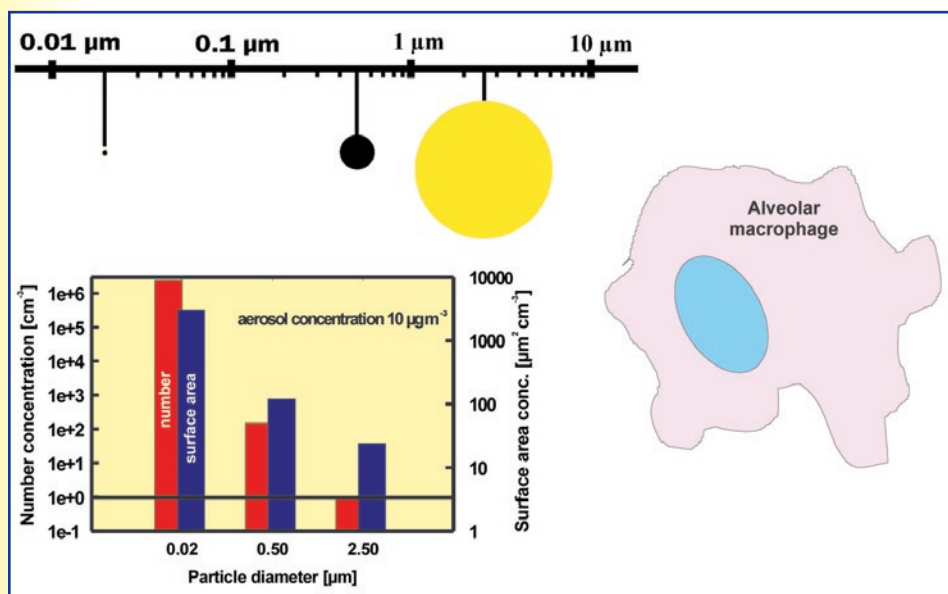 0.01 µm 0.1 µm 1 µm 10 µm
Alveolar
macrophage
Number concentration [cm⁻³]
1e+6
1e+5
1e+4
1e+3
1e+2
1e+1
1e+0
1e-1
aerosol concentration 10 µgm⁻³
number
surface area
10000
1000
100
10
1
Surface area conc. [µm² cm⁻³]
0.02 0.50 2.50
Particle diameter [µm]